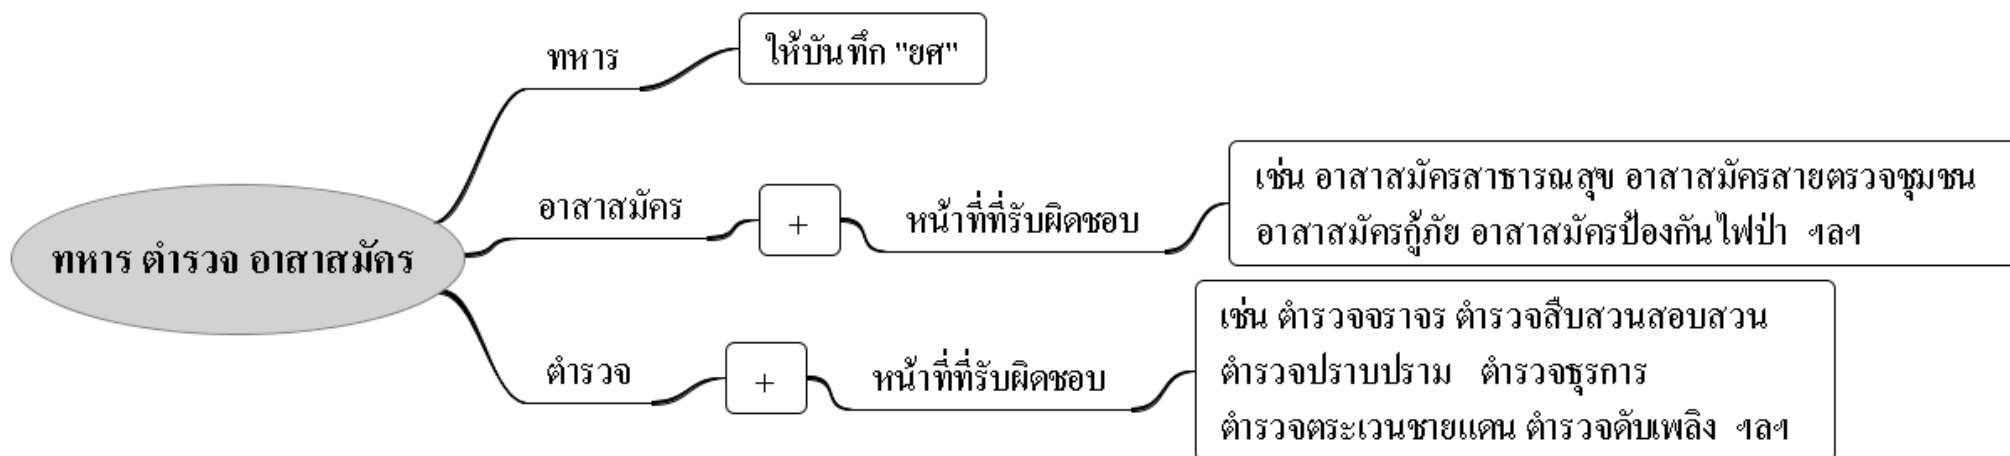 ทหาร ตำรวจ อาสาสมัคร
ทหาร
ให้บันทึก "ยศ"
อาสาสมัคร
+
หน้าที่ที่รับผิดชอบ
เช่น อาสาสมัครสาธารณสุข อาสาสมัครสายตรวจชุมชน
อาสาสมัครกู้ภัย อาสาสมัครป้องกันไฟป่า ฯลฯ
ตำรวจ
+
หน้าที่ที่รับผิดชอบ
เช่น ตำรวจจราจร ตำรวจสืบสวนสอบสวน
ตำรวจปราบปราม ตำรวจธุรการ
ตำรวจตระเวนชายแดน ตำรวจดับเพลิง ฯลฯ